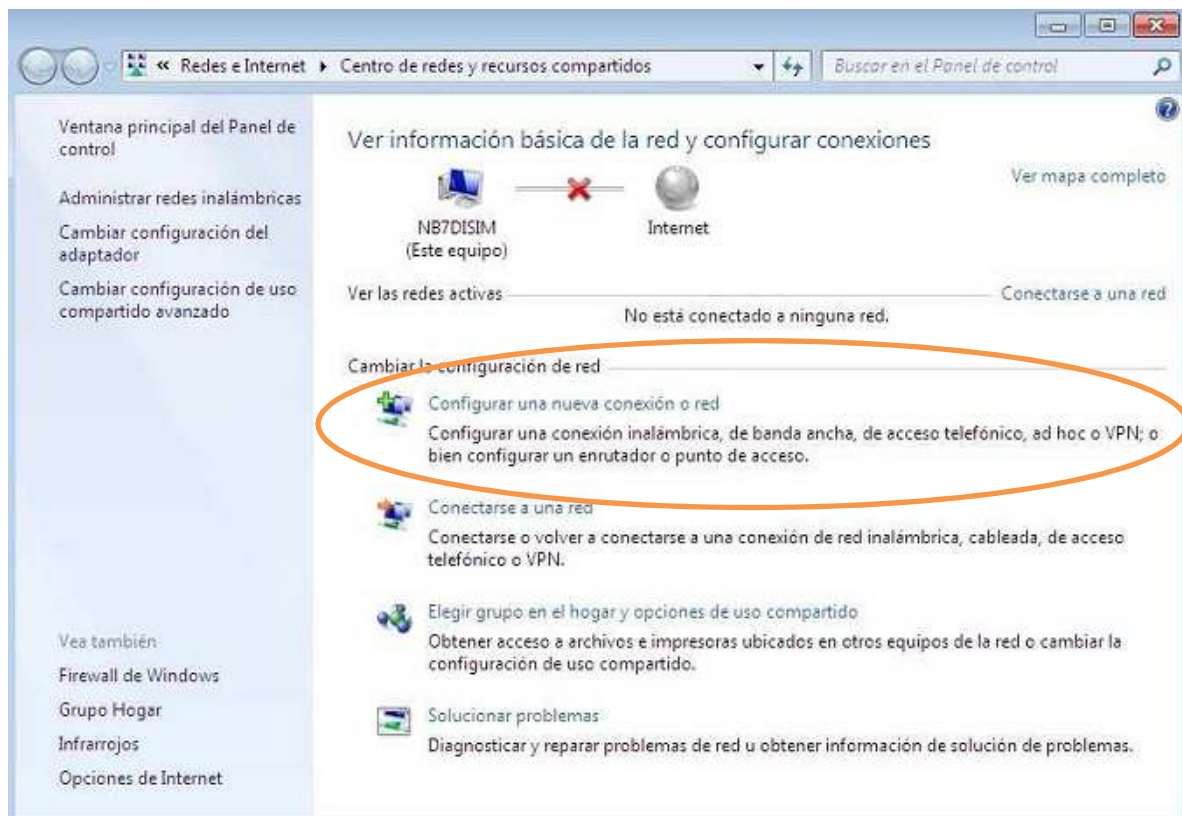 « Redes e Internet ▸ Centro de redes y recursos compartidos
Buscar en el Panel de control
Ventana principal del Panel de
control
Administrar redes inalámbricas
Cambiar configuración del
adaptador
Cambiar configuración de uso
compartido avanzado
Vea también
Firewall de Windows
Grupo Hogar
Infrarrojos
Opciones de Internet
Ver información básica de la red y configurar conexiones
Ver mapa completo
NB7DISIM
(Este equipo)
Internet
Ver las redes activas
Conectarse a una red
No está conectado a ninguna red.
Cambiar la configuración de red
Configurar una nueva conexión o red
Configurar una conexión inalámbrica, de banda ancha, de acceso telefónico, ad hoc o VPN; o
bien configurar un enrutador o punto de acceso.
Conectarse a una red
Conectarse o volver a conectarse a una conexión de red inalámbrica, cableada, de acceso
telefónico o VPN.
Elegir grupo en el hogar y opciones de uso compartido
Obtener acceso a archivos e impresoras ubicados en otros equipos de la red o cambiar la
configuración de uso compartido.
Solucionar problemas
Diagnosticar y reparar problemas de red u obtener información de solución de problemas.